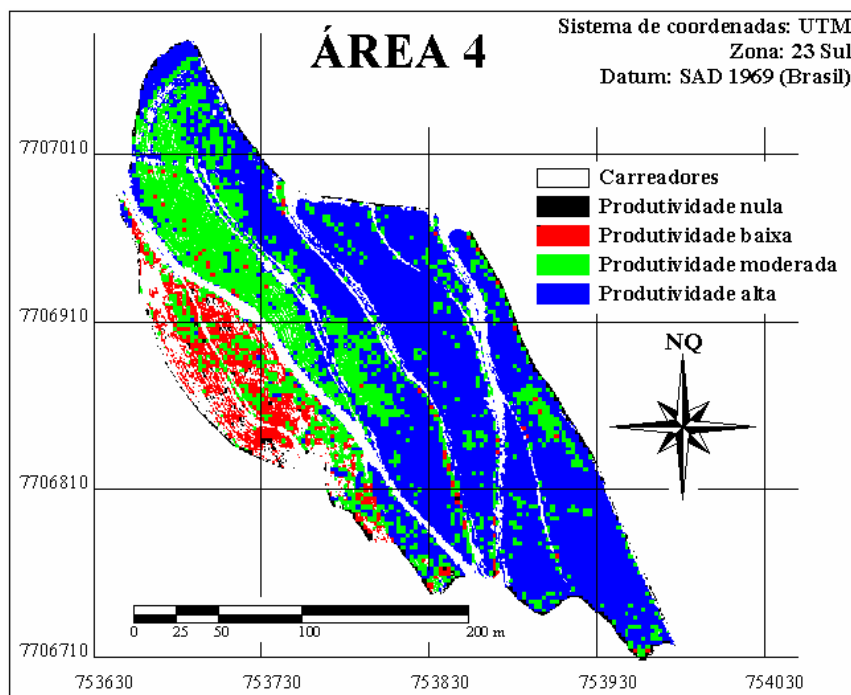 ÁREA 4
Sistema de coordenadas: UTM
Zona: 23 Sul
Datum: SAD 1969 (Brasil)
7707010
Carreadores
Produtividade nula
Produtividade baixa
Produtividade moderada
Produtividade alta
7706910
NQ
7706810
0 25 50 100 200 m
7706710
753630 753730 753830 753930 754030